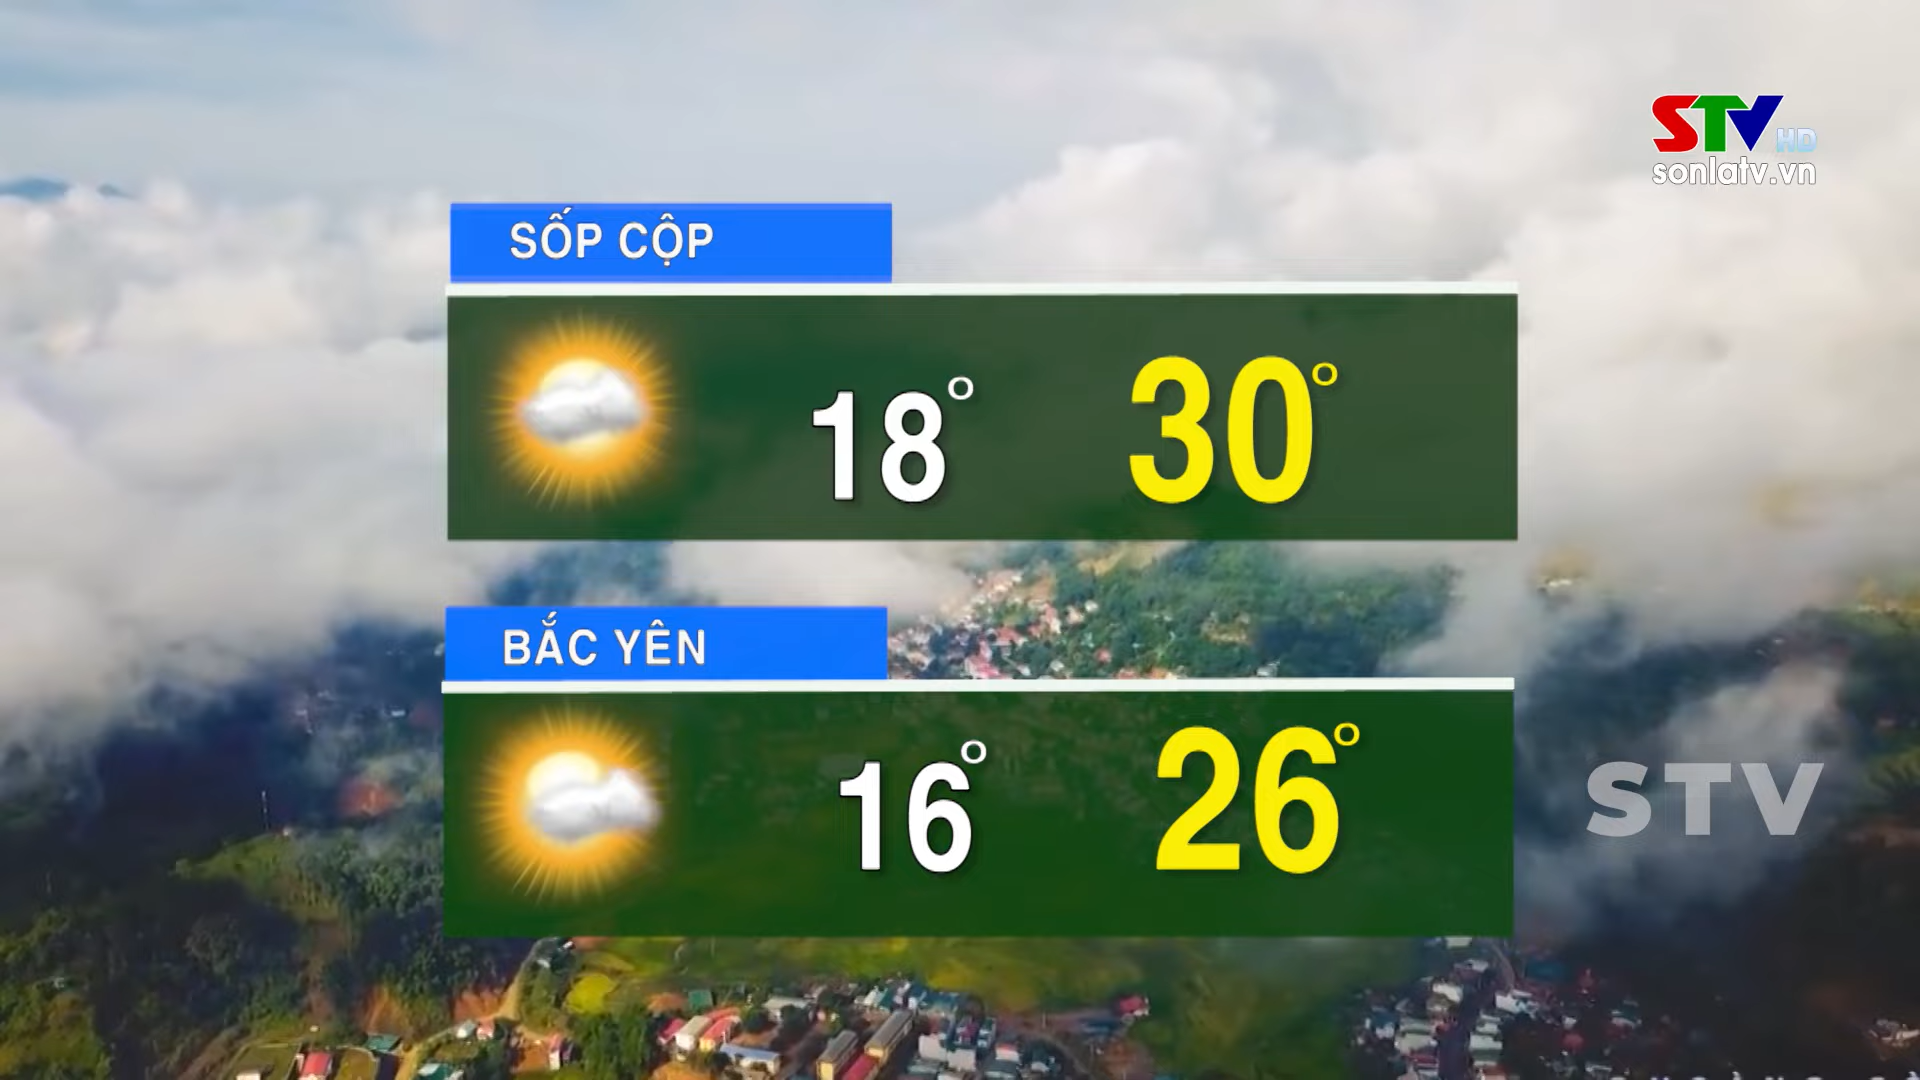 STV HD
sonlatv.vn
SỐP CỘP
18° 30°
BẮC YÊN
16° 26°
STV